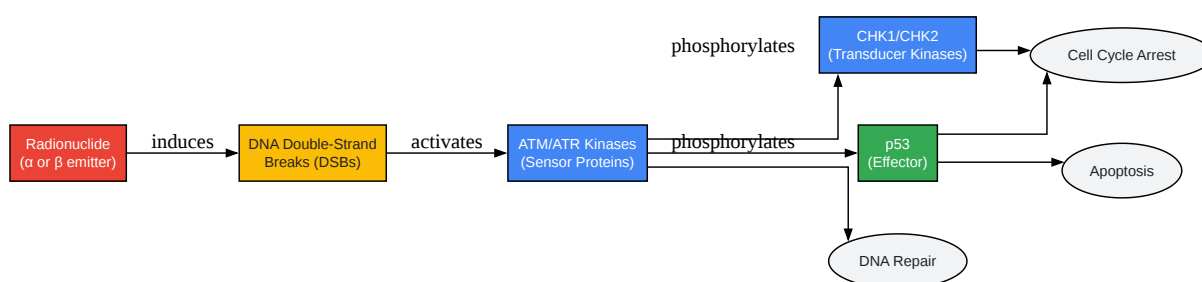 Radionuclide
(α or β emitter)
induces
DNA Double-Strand
Breaks (DSBs)
activates
ATM/ATR Kinases
(Sensor Proteins)
phosphorylates
CHK1/CHK2
(Transducer Kinases)
phosphorylates
p53
(Effector)
Cell Cycle Arrest
Apoptosis
DNA Repair